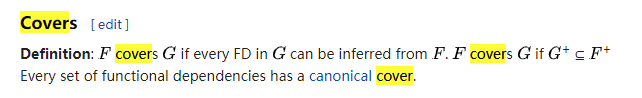 Covers [edit]
Definition: F covers G if every FD in G can be inferred from F. F covers G if G⁺ ⊆ F⁺
Every set of functional dependencies has a canonical cover.